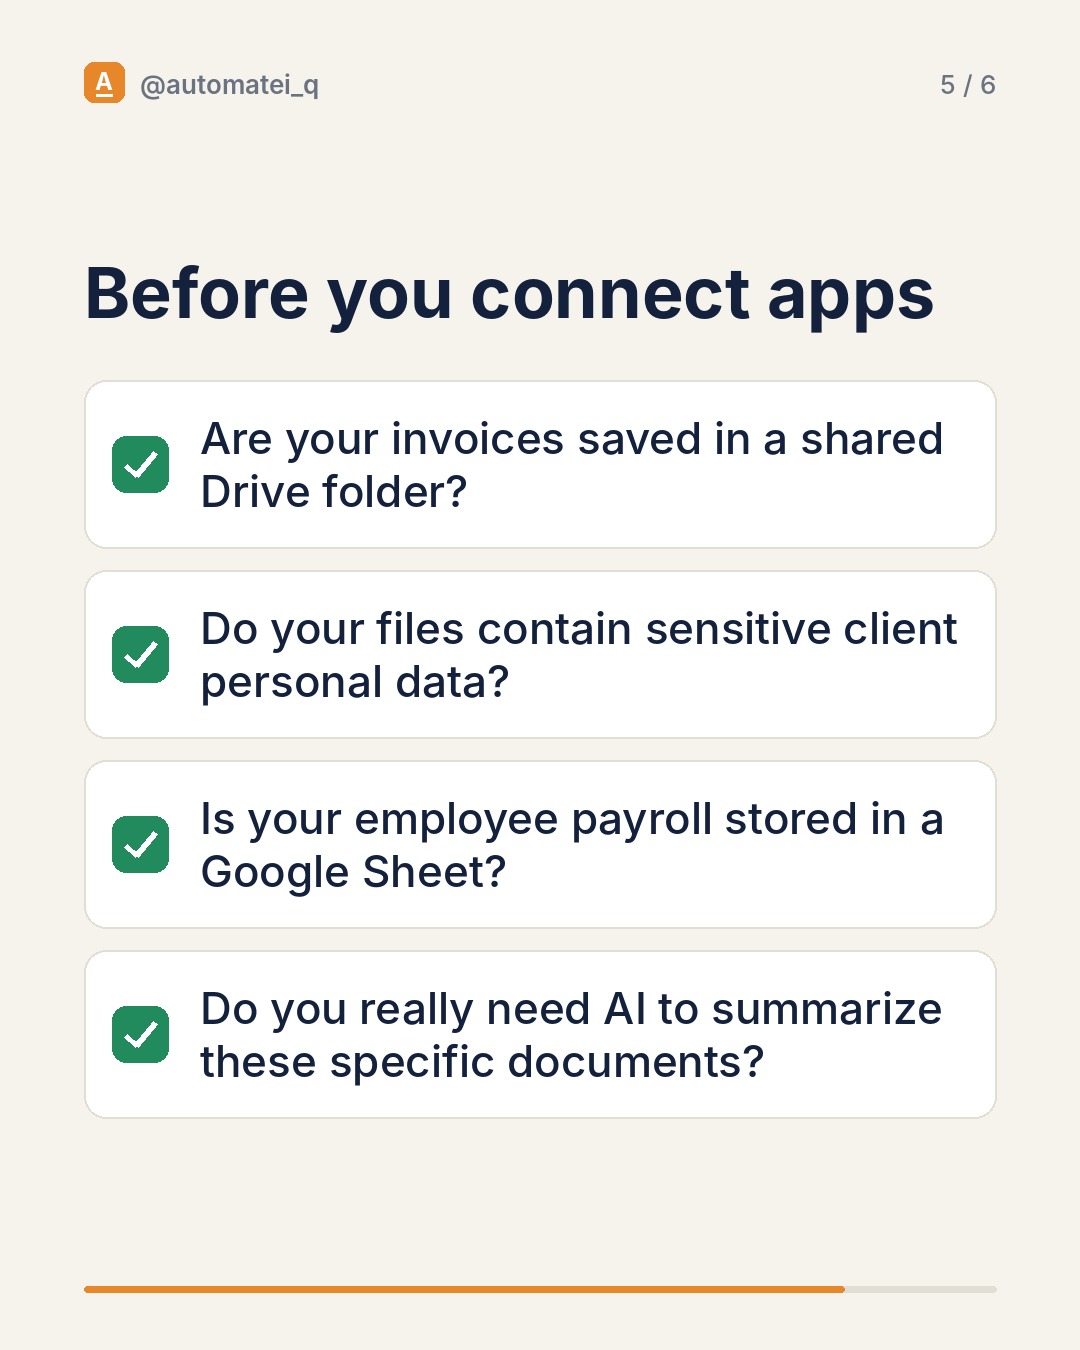 A
@automatei_q
5 / 6
Before you connect apps
Are your invoices saved in a shared
Drive folder?
Do your files contain sensitive client
personal data?
Is your employee payroll stored in a
Google Sheet?
Do you really need AI to summarize
these specific documents?